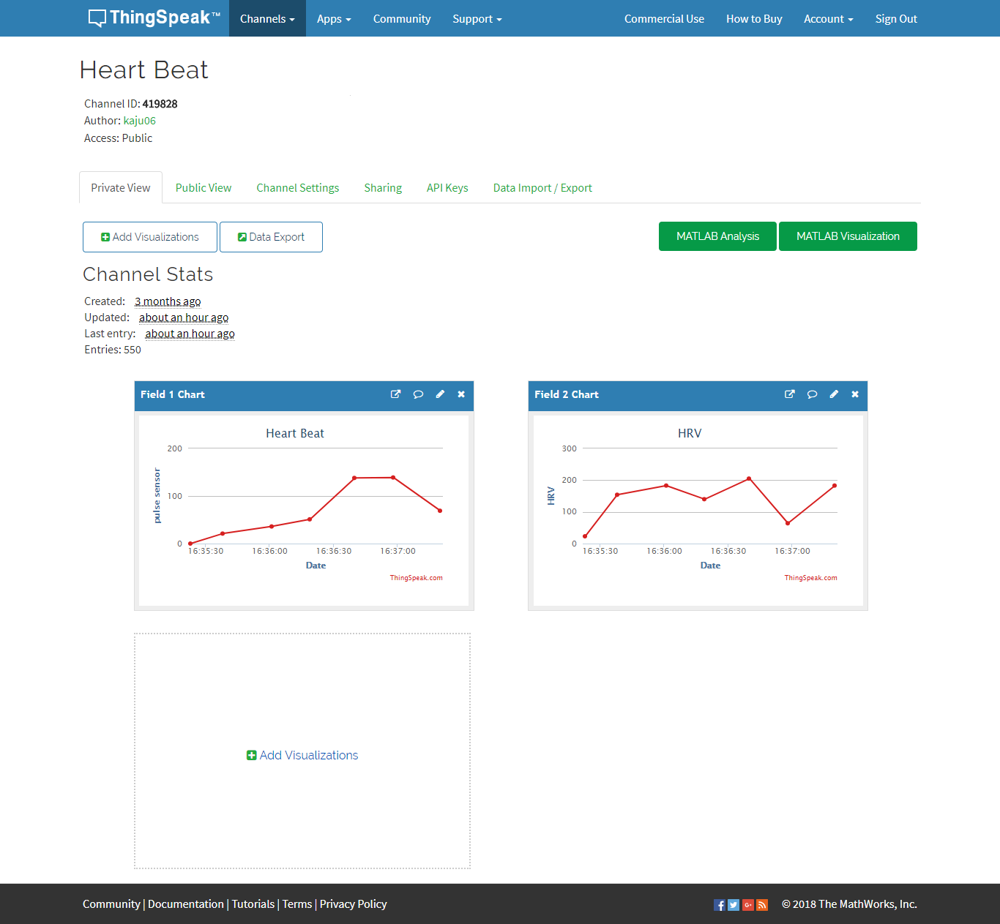 ThingSpeak™ Channels Apps Community Support Commercial Use How to Buy Account Sign Out
Heart Beat
Channel ID: 419828
Author: kaju06
Access: Public
Private View Public View Channel Settings Sharing API Keys Data Import / Export
Add Visualizations Data Export MATLAB Analysis MATLAB Visualization
Channel Stats
Created: 3 months ago
Updated: about an hour ago
Last entry: about an hour ago
Entries: 550
Field 1 Chart
Heart Beat
200
100
0
pulse sensor
16:35:30 16:36:00 16:36:30 16:37:00
Date
ThingSpeak.com
Field 2 Chart
HRV
300
200
100
0
HRV
16:35:30 16:36:00 16:36:30 16:37:00
Date
ThingSpeak.com
Add Visualizations
Community | Documentation | Tutorials | Terms | Privacy Policy © 2018 The MathWorks, Inc.